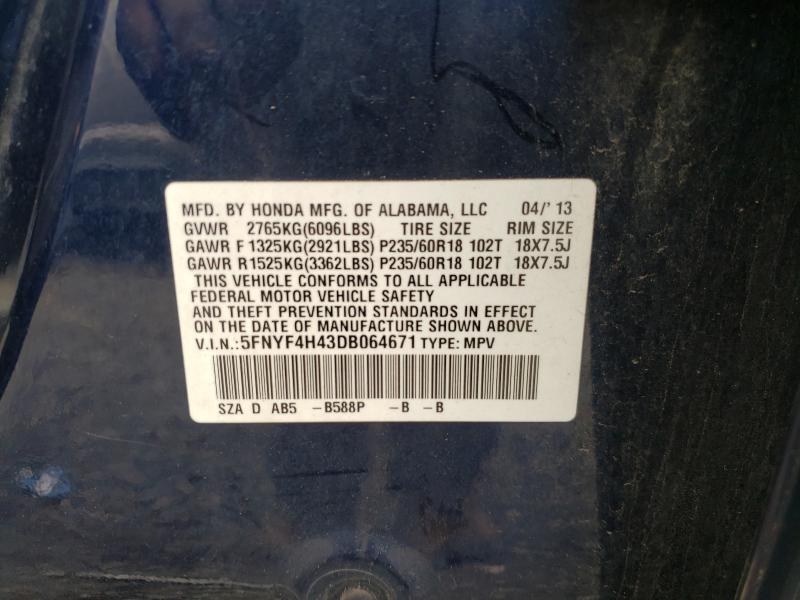 MFD. BY HONDA MFG. OF ALABAMA, LLC 04/'13
GVWR 2765KG(6096LBS) TIRE SIZE RIM SIZE
GAWR F 1325KG(2921LBS) P235/60R18 102T 18X7.5J
GAWR R 1525KG(3362LBS) P235/60R18 102T 18X7.5J
THIS VEHICLE CONFORMS TO ALL APPLICABLE
FEDERAL MOTOR VEHICLE SAFETY
AND THEFT PREVENTION STANDARDS IN EFFECT
ON THE DATE OF MANUFACTURE SHOWN ABOVE.
V.I.N.: 5FNYF4H43DB064671 TYPE: MPV
SZA D AB5 -B588P -B -B